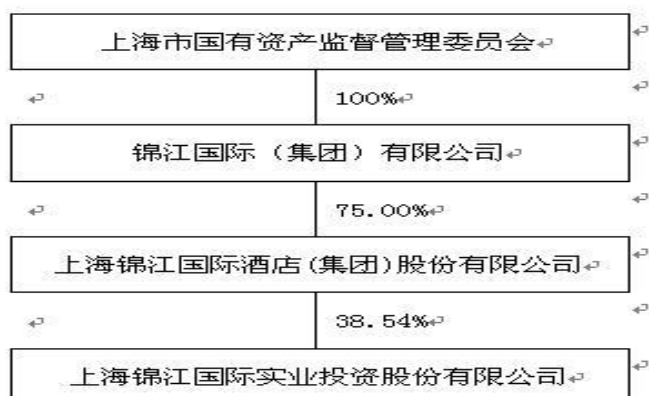 上海市国有资产监督管理委员会
100%
锦江国际（集团）有限公司
75.00%
上海锦江国际酒店(集团)股份有限公司
38.54%
上海锦江国际实业投资股份有限公司